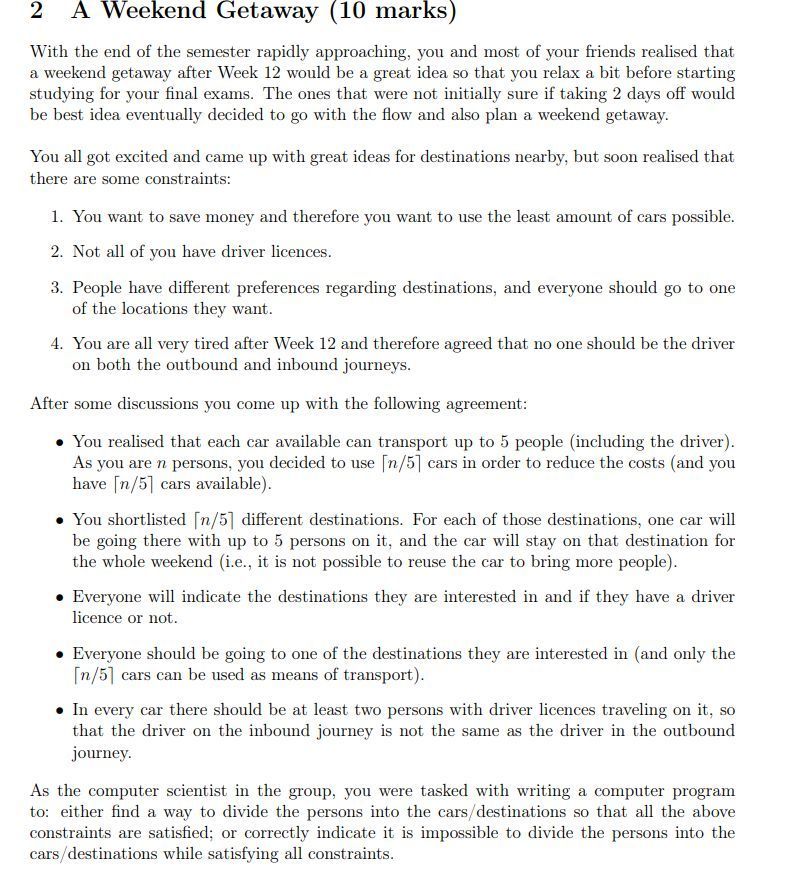 2 A Weekend Getaway (10 marks)
With the end of the semester rapidly approaching, you and most of your friends realised that
a weekend getaway after Week 12 would be a great idea so that you relax a bit before starting
studying for your final exams. The ones that were not initially sure if taking 2 days off would
be best idea eventually decided to go with the flow and also plan a weekend getaway.
You all got excited and came up with great ideas for destinations nearby, but soon realised that
there are some constraints:
1. You want to save money and therefore you want to use the least amount of cars possible.
2. Not all of you have driver licences.
3. People have different preferences regarding destinations, and everyone should go to one
of the locations they want.
4. You are all very tired after Week 12 and therefore agreed that no one should be the driver
on both the outbound and inbound journeys.
After some discussions you come up with the following agreement:
• You realised that each car available can transport up to 5 people (including the driver).
As you are n persons, you decided to use ⌈n/5⌉ cars in order to reduce the costs (and you
have ⌈n/5⌉ cars available).
• You shortlisted ⌈n/5⌉ different destinations. For each of those destinations, one car will
be going there with up to 5 persons on it, and the car will stay on that destination for
the whole weekend (i.e., it is not possible to reuse the car to bring more people).
• Everyone will indicate the destinations they are interested in and if they have a driver
licence or not.
• Everyone should be going to one of the destinations they are interested in (and only the
⌈n/5⌉ cars can be used as means of transport).
• In every car there should be at least two persons with driver licences traveling on it, so
that the driver on the inbound journey is not the same as the driver in the outbound
journey.
As the computer scientist in the group, you were tasked with writing a computer program
to: either find a way to divide the persons into the cars/destinations so that all the above
constraints are satisfied; or correctly indicate it is impossible to divide the persons into the
cars/destinations while satisfying all constraints.